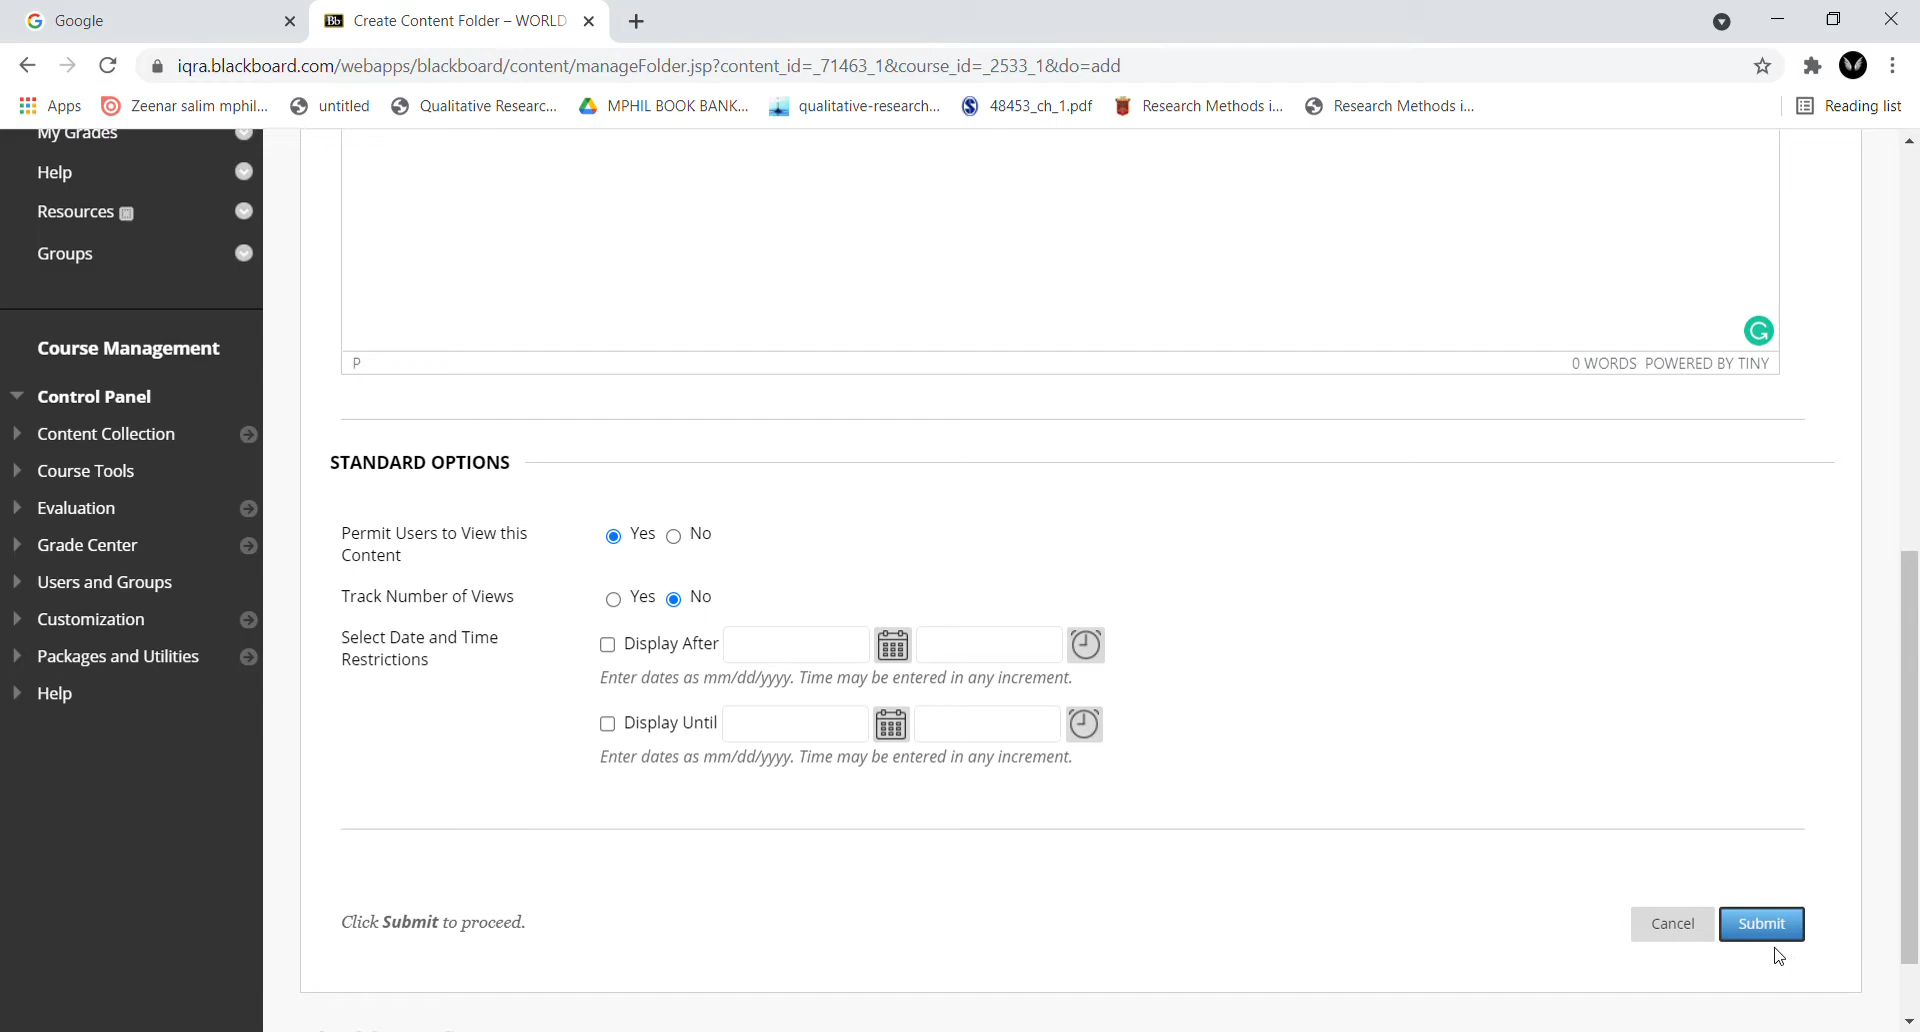 Google
Bb Create Content Folder – WORLD
iqra.blackboard.com/webapps/blackboard/content/manageFolder.jsp?content_id=_71463_1&course_id=_2533_1&do=add
Apps Zeenar salim mphil... untitled Qualitative Researc... MPHIL BOOK BANK... qualitative-research... 48453_ch_1.pdf Research Methods i... Research Methods i... Reading list
My Grades
Help
Resources
Groups
Course Management
Control Panel
Content Collection
Course Tools
Evaluation
Grade Center
Users and Groups
Customization
Packages and Utilities
Help
P 0 WORDS POWERED BY TINY
STANDARD OPTIONS
Permit Users to View this
Content
Yes No
Track Number of Views Yes No
Select Date and Time
Restrictions
Display After
Enter dates as mm/dd/yyyy. Time may be entered in any increment.
Display Until
Enter dates as mm/dd/yyyy. Time may be entered in any increment.
Click Submit to proceed.
Cancel Submit